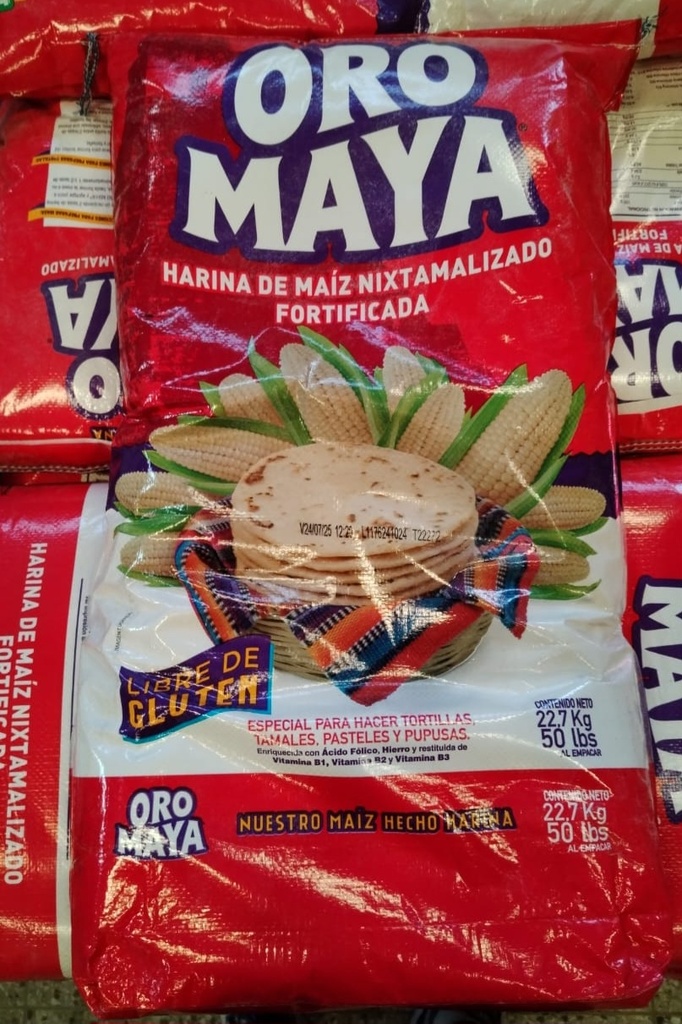 ORO
MAYA
HARINA DE MAÍZ NIXTAMALIZADO
FORTIFICADA
V24/07/25 12:29 L1176241024 T22272
LIBRE DE
GLUTEN
ESPECIAL PARA HACER TORTILLAS,
TAMALES, PASTELES Y PUPUSAS.
Enriquecida con Ácido Fólico, Hierro y restituida de
Vitamina B1, Vitamina B2 y Vitamina B3
CONTENIDO NETO
22,7 Kg
50 lbs
AL EMPACAR
ORO
MAYA
NUESTRO MAÍZ HECHO HARINA
CONTENIDO NETO
22,7 Kg
50 lbs
AL EMPACAR
HARINA DE MAÍZ NIXTAMALIZADO
FORTIFICADA